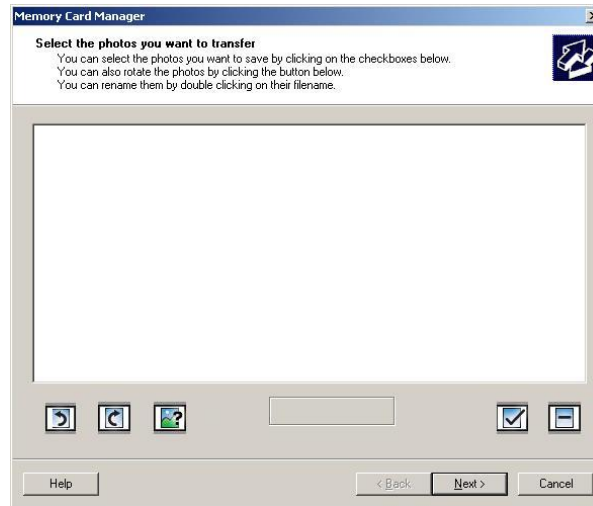 Memory Card Manager
Select the photos you want to transfer
You can select the photos you want to save by clicking on the checkboxes below.
You can also rotate the photos by clicking the button below.
You can rename them by double clicking on their filename.
Help
< Back
Next >
Cancel